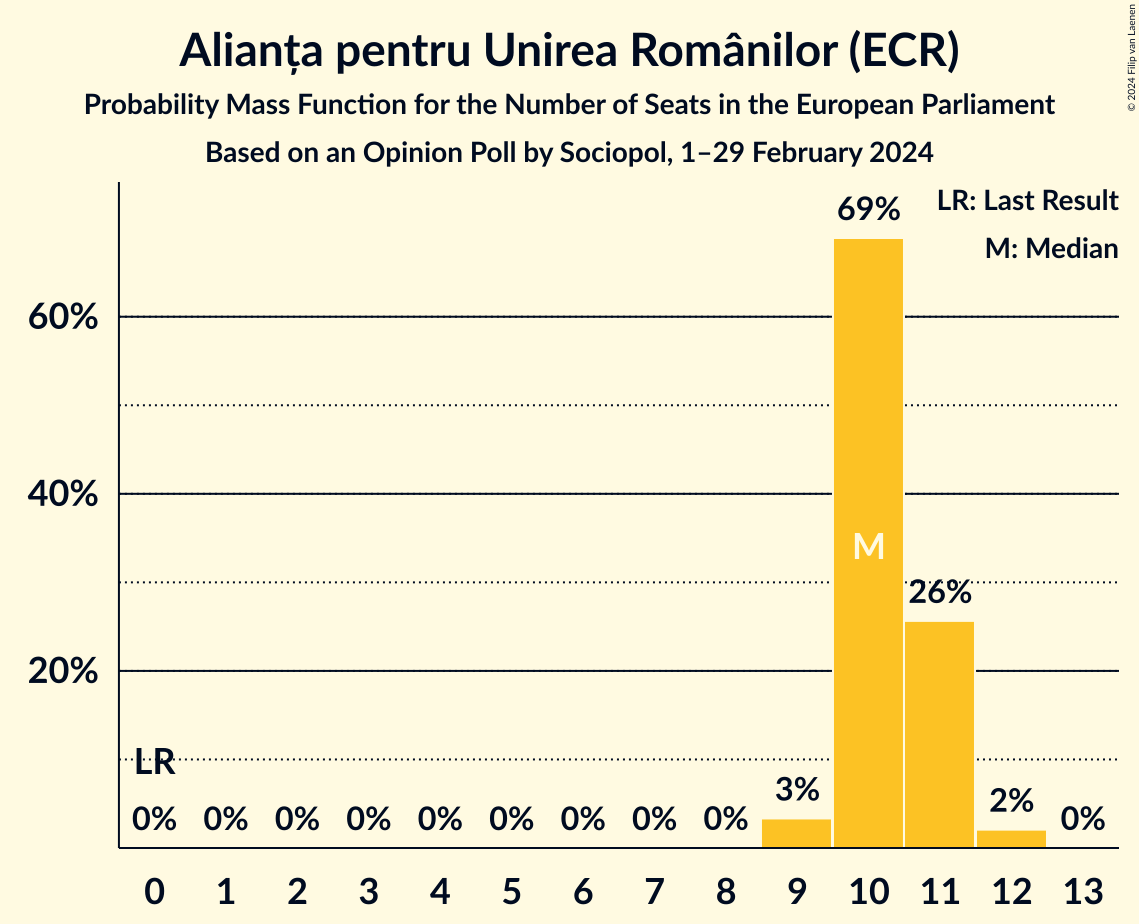 Alianța pentru Unirea Românilor (ECR)
Probability Mass Function for the Number of Seats in the European Parliament
Based on an Opinion Poll by Sociopol, 1–29 February 2024
© 2024 Filip van Laenen
LR: Last Result
M: Median
69%
60%
40%
M
26%
20%
LR
0% 0% 0% 0% 0% 0% 0% 0% 0% 3% 2% 0%
0 1 2 3 4 5 6 7 8 9 10 11 12 13